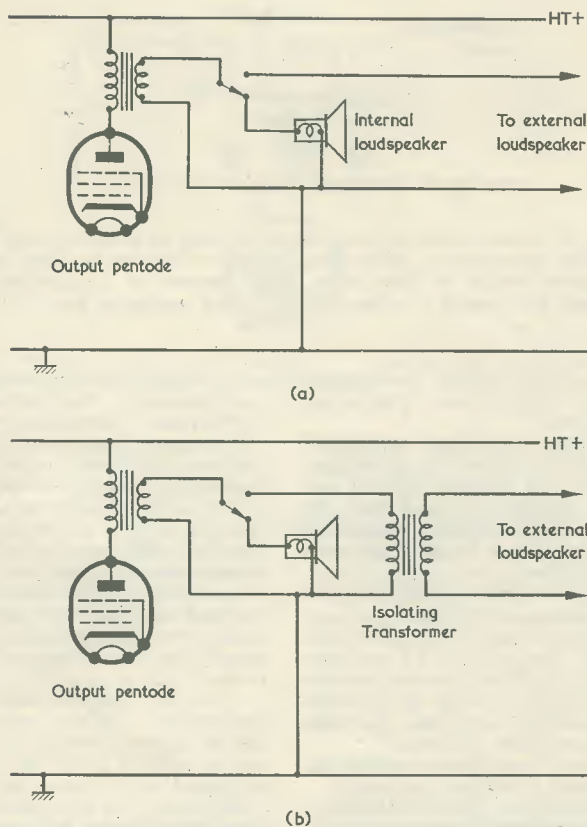 HT+
Internal
loudspeaker
To external
loudspeaker
Output pentode
(a)
HT+
To external
loudspeaker
Isolating
Transformer
Output pentode
(b)